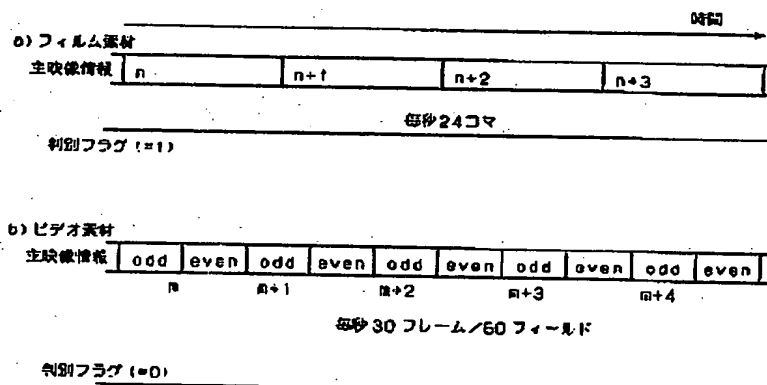 時間
a) フィルム素材
主映像情報 n n+1 n+2 n+3
毎秒24コマ
判別フラグ (=1)
b) ビデオ素材
主映像情報 odd even odd even odd even odd even odd even
m m+1 m+2 m+3 m+4
毎秒30フレーム/60フィールド
判別フラグ (=0)